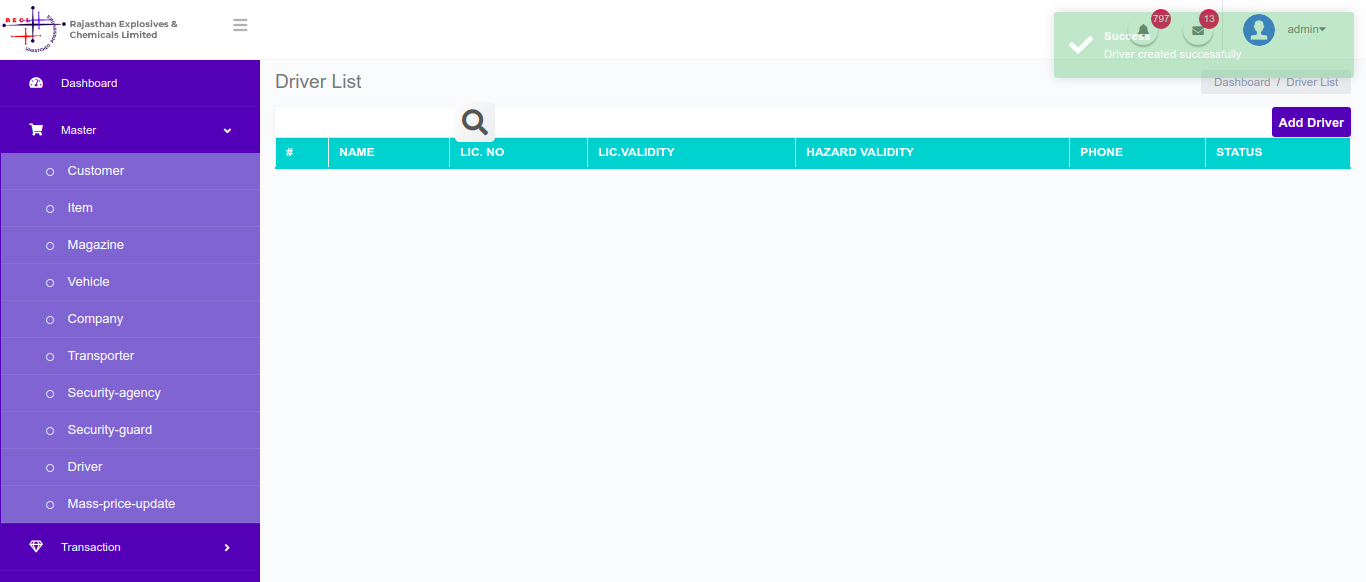 RECL
Rajasthan Explosives &
Chemicals Limited
797
13
admin
Success
Driver created successfully
Dashboard
Driver List
Dashboard / Driver List
Master
Add Driver
# NAME LIC. NO LIC.VALIDITY HAZARD VALIDITY PHONE STATUS
Customer
Item
Magazine
Vehicle
Company
Transporter
Security-agency
Security-guard
Driver
Mass-price-update
Transaction